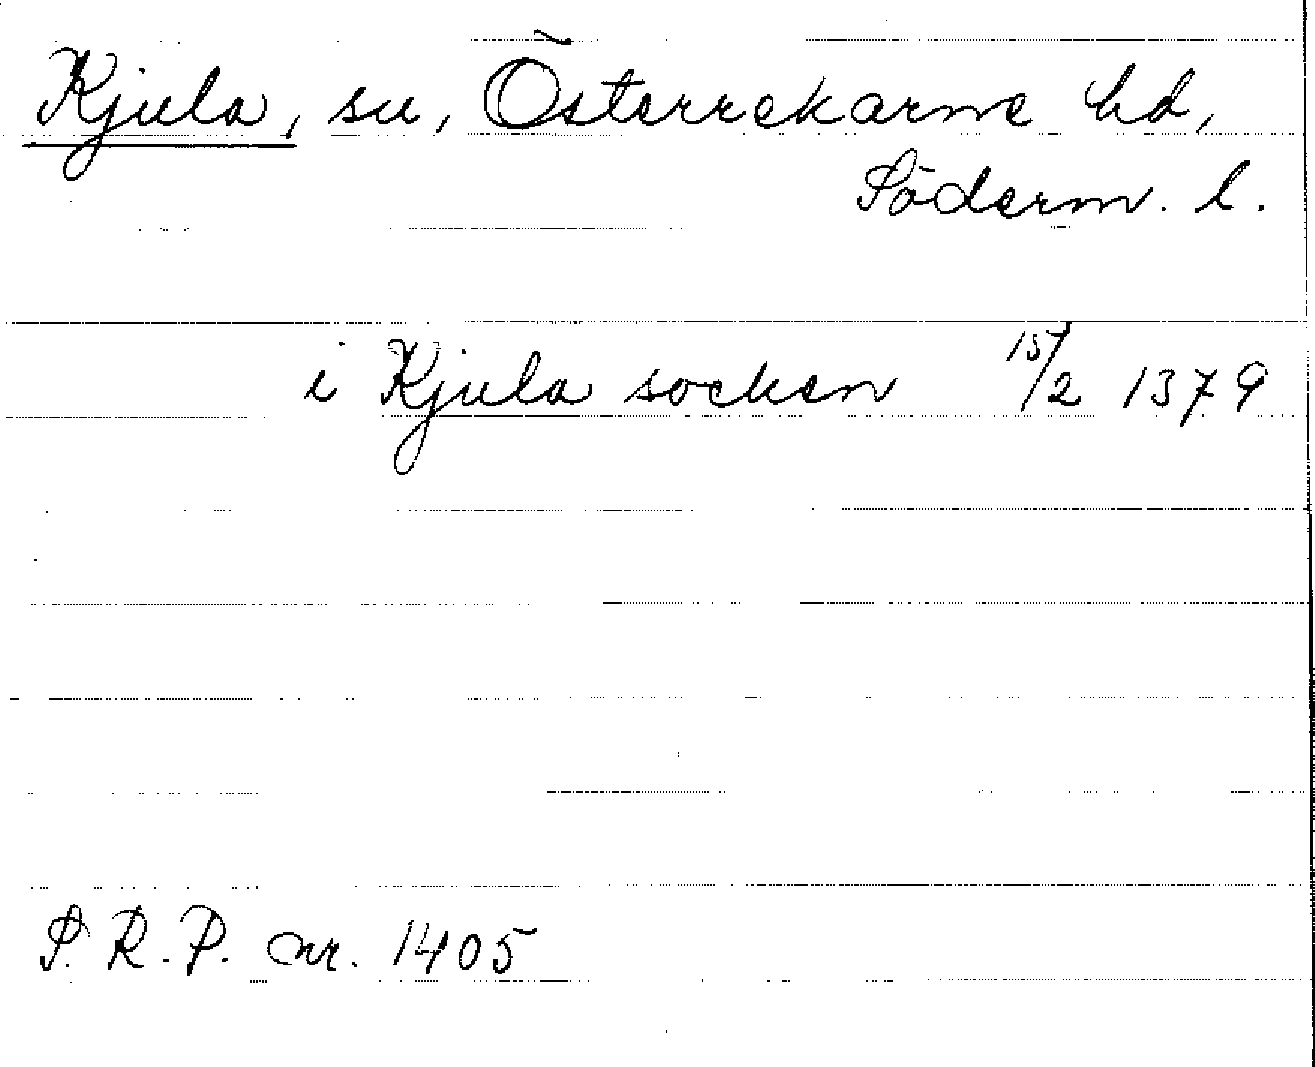 Kjula, sn, Österrekarne hd,
Söderm. l.
i Kjula socken 15/2 1379
S.R.P. nr. 1405